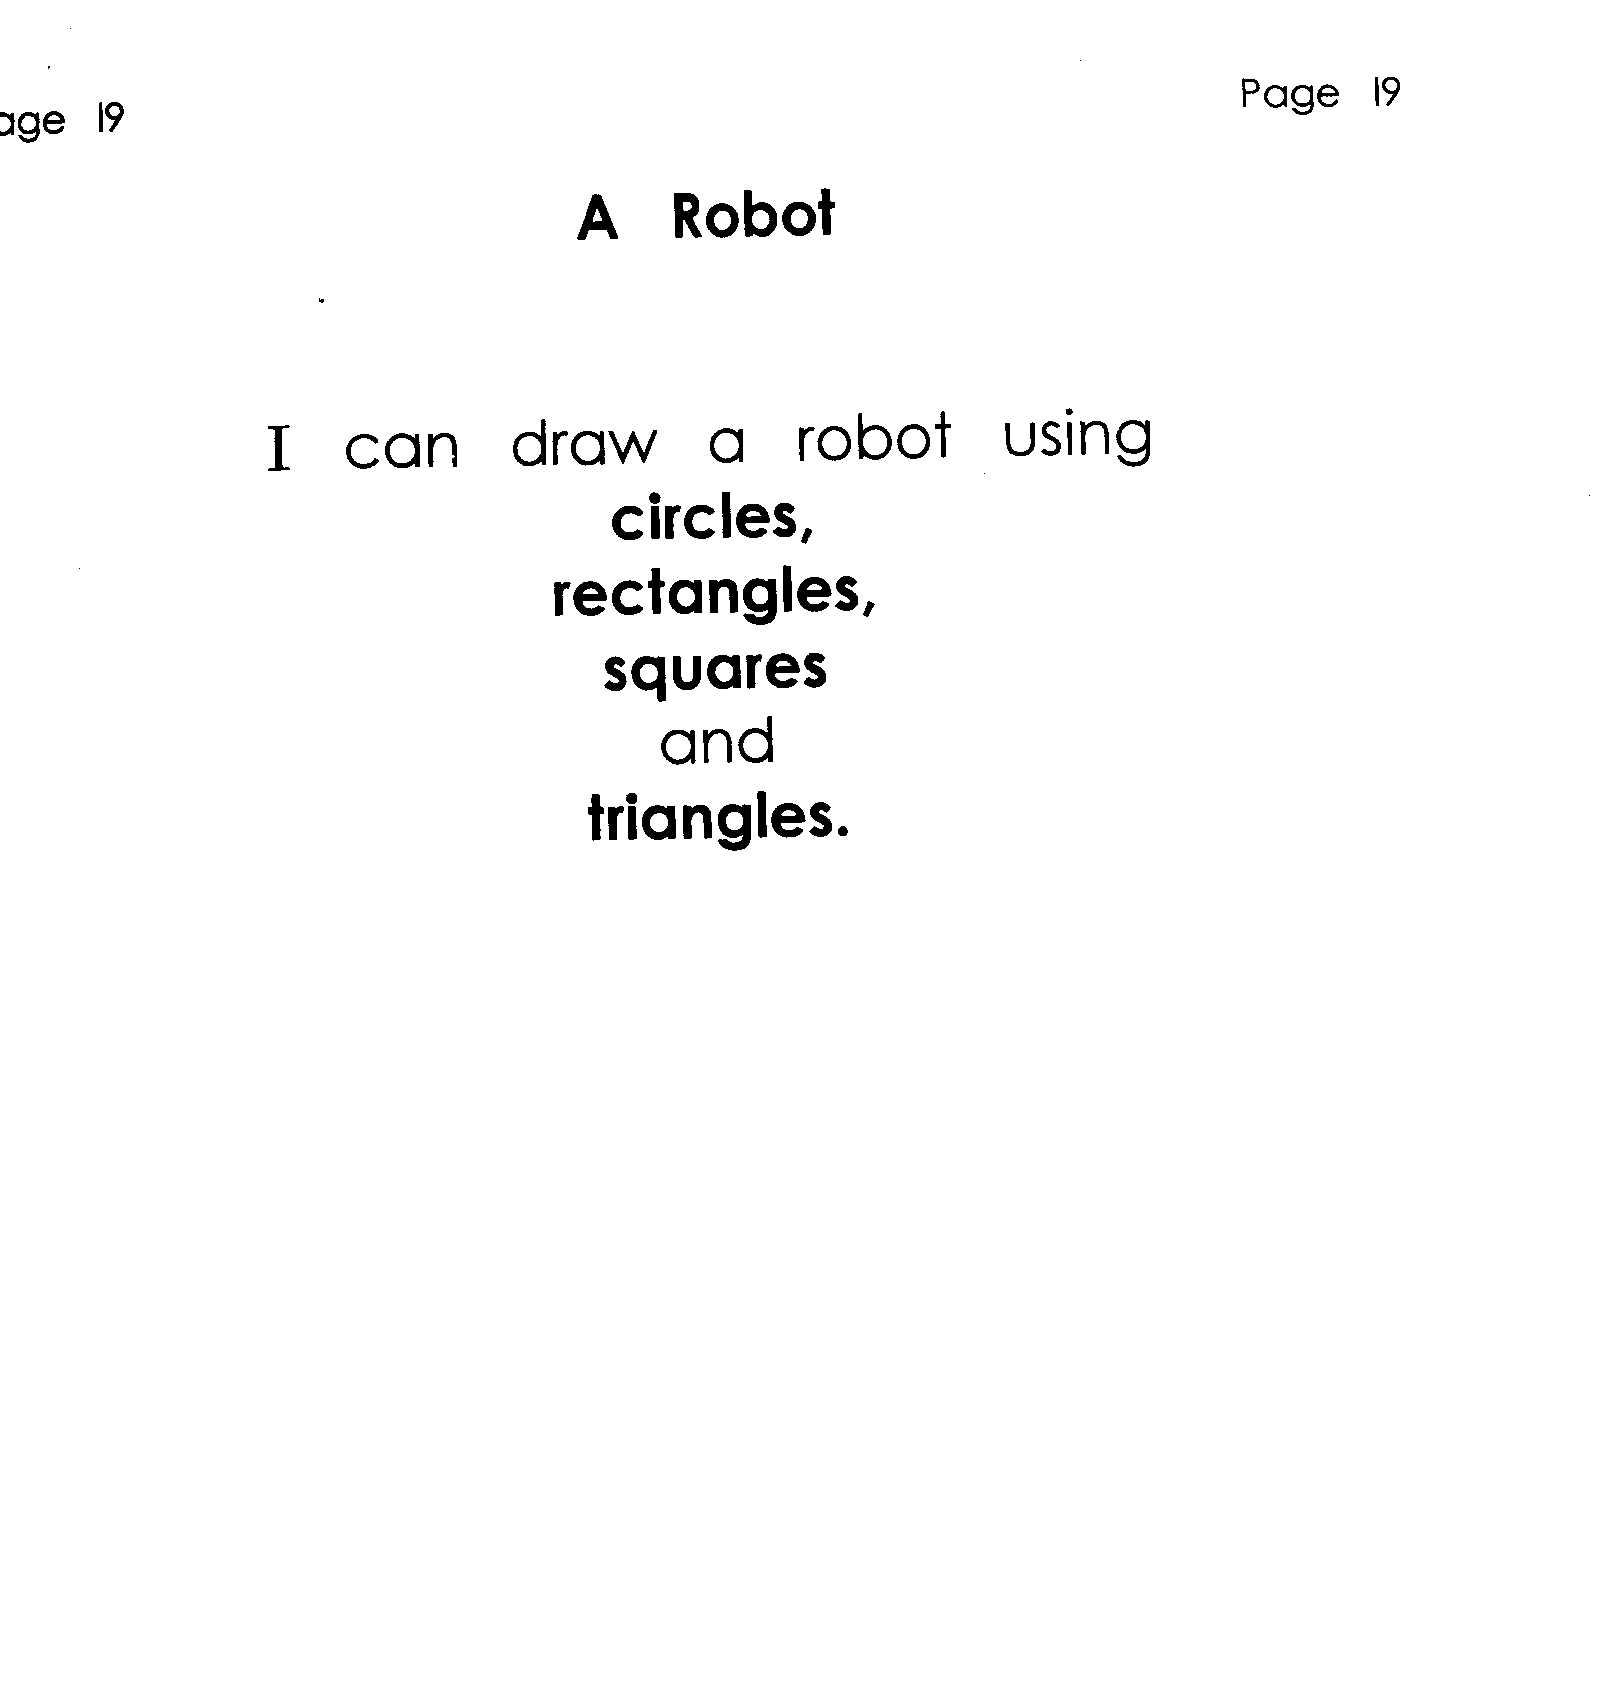 age 19
Page 19
A Robot
I can draw a robot using
circles,
rectangles,
squares
and
triangles.